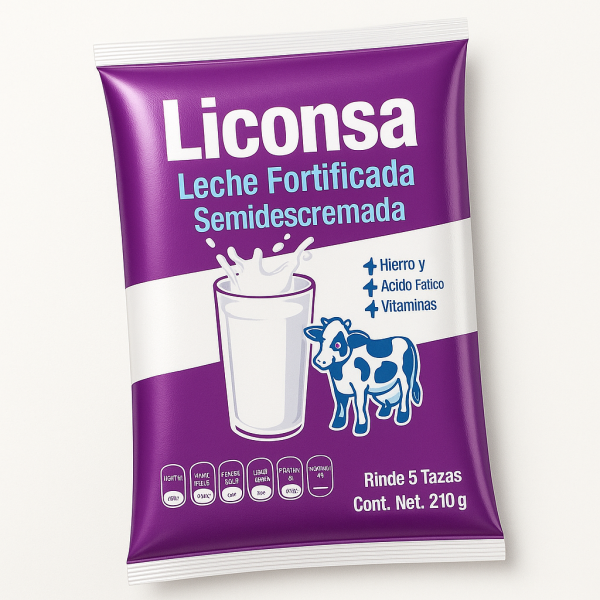 Liconsa
Leche Fortificada
Semidescremada
+ Hierro y
+ Acido Fatico
+ Vitaminas
Rinde 5 Tazas
Cont. Net. 210 g